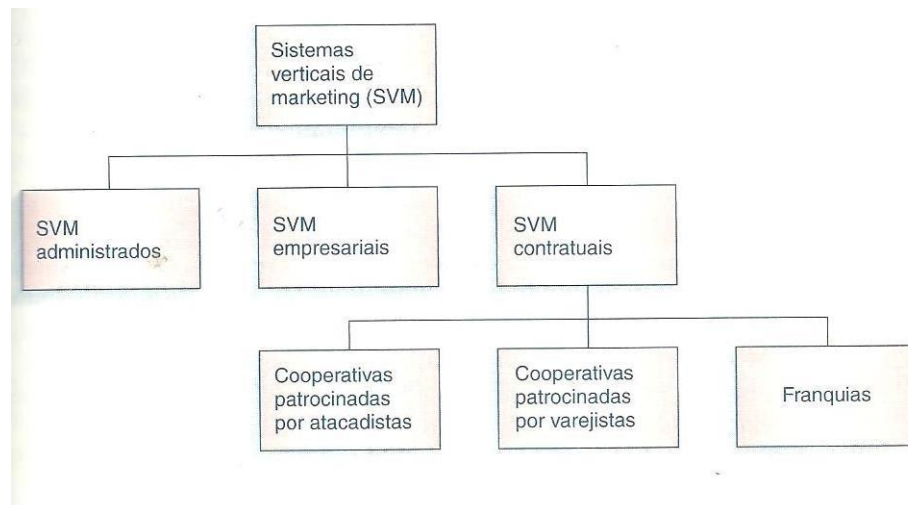 Sistemas
verticais de
marketing (SVM)
SVM
administrados
SVM
empresariais
SVM
contratuais
Cooperativas
patrocinadas
por atacadistas
Cooperativas
patrocinadas
por varejistas
Franquias